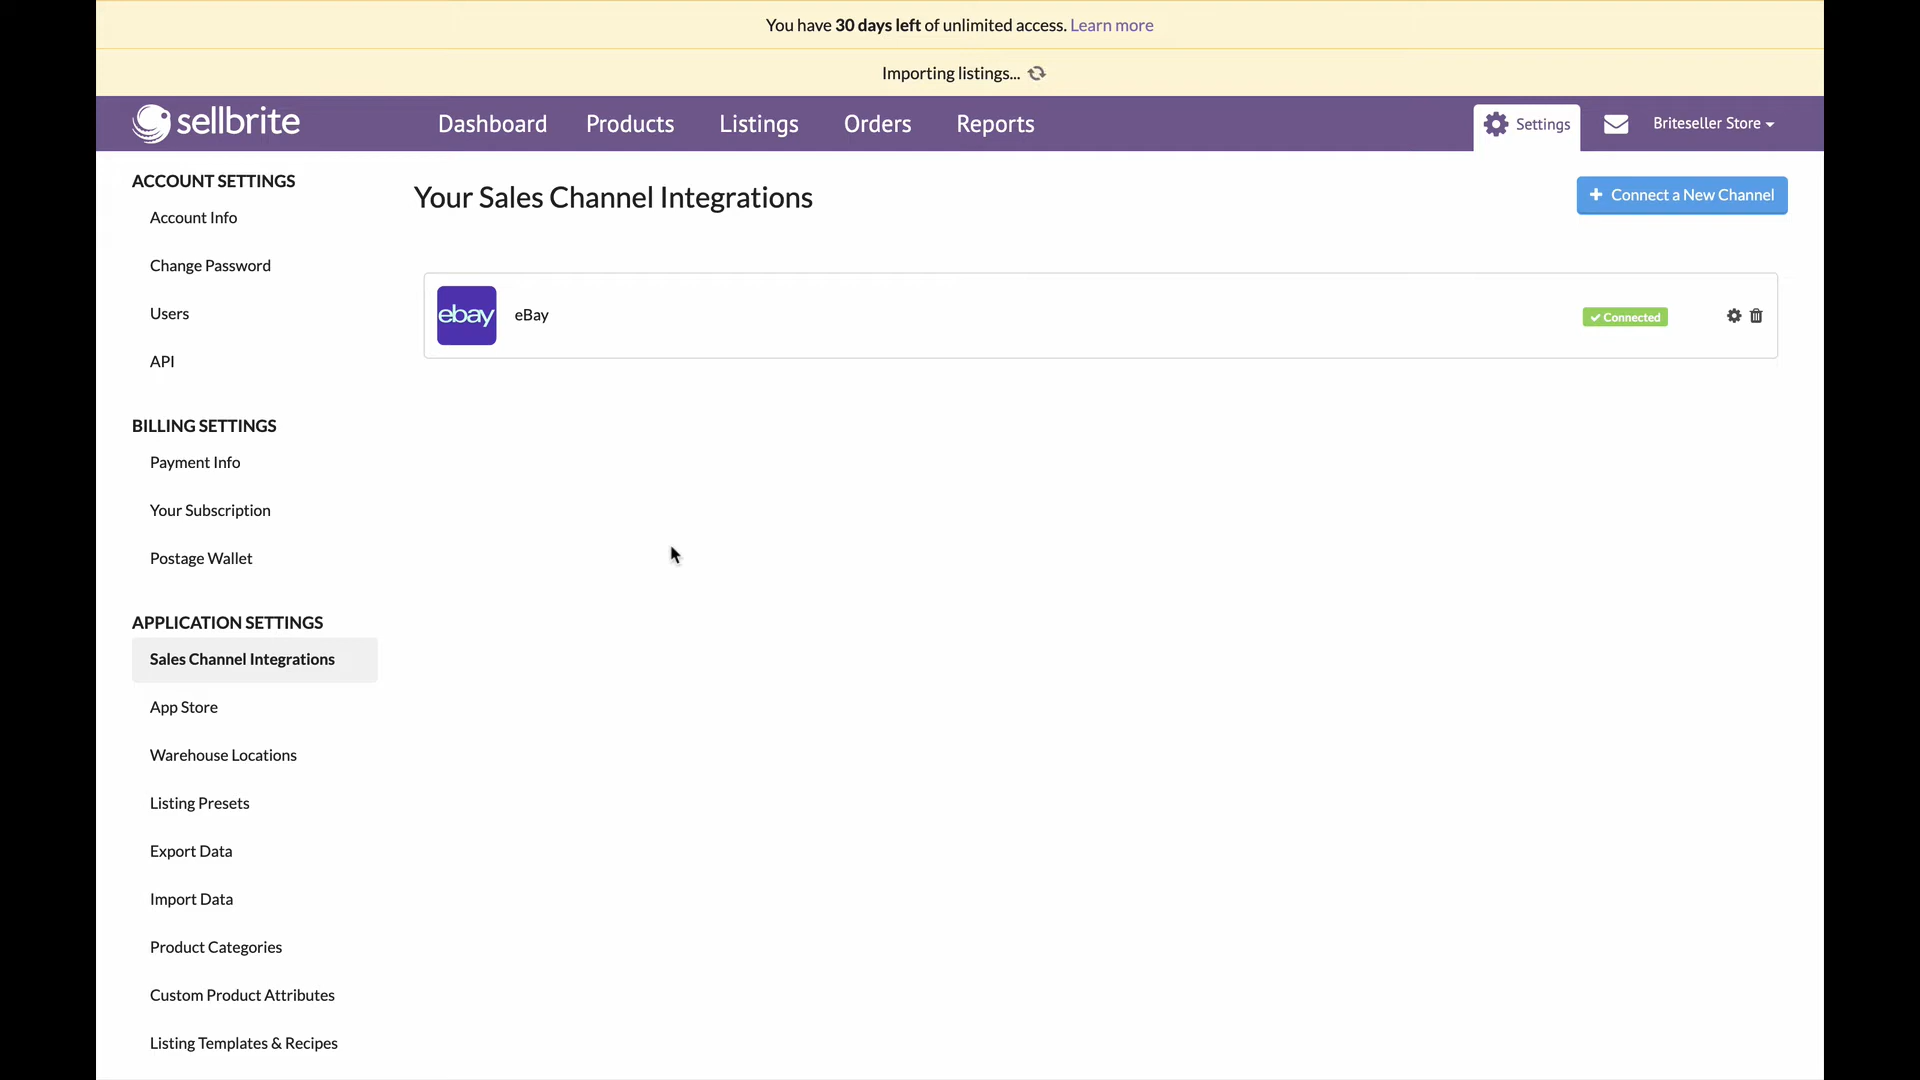 You have 30 days left of unlimited access. Learn more
Importing listings...
sellbrite
Dashboard
Products
Listings
Orders
Reports
Settings
Briteseller Store
ACCOUNT SETTINGS
Account Info
Change Password
Users
API
BILLING SETTINGS
Payment Info
Your Subscription
Postage Wallet
APPLICATION SETTINGS
Sales Channel Integrations
App Store
Warehouse Locations
Listing Presets
Export Data
Import Data
Product Categories
Custom Product Attributes
Listing Templates & Recipes
Your Sales Channel Integrations
+ Connect a New Channel
ebay
eBay
Connected